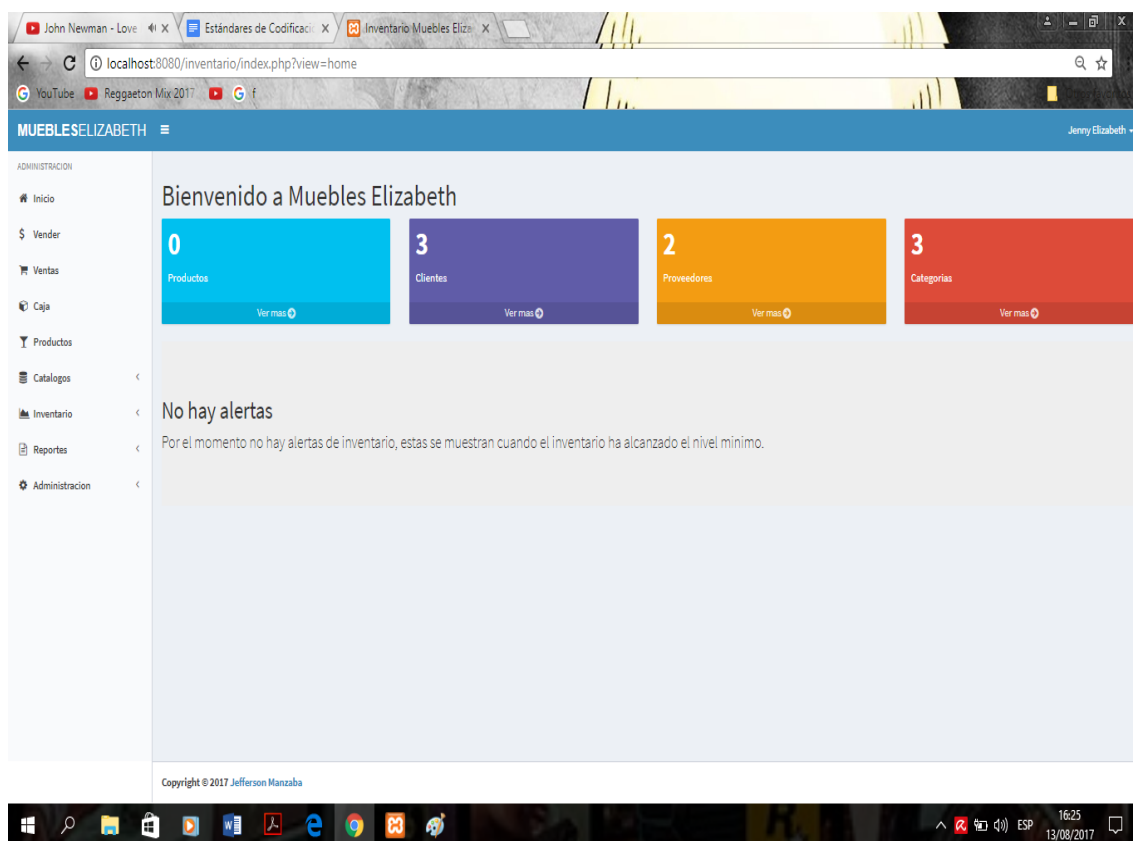 John Newman - Love
Estándares de Codificaci
Inventario Muebles Eliza
localhost:8080/inventario/index.php?view=home
YouTube
Reggaeton Mix 2017
f
MUEBLESELIZABETH
Jenny Elizabeth
ADMINISTRACION
Inicio
Vender
Ventas
Caja
Productos
Catalogos
Inventario
Reportes
Administracion
Bienvenido a Muebles Elizabeth
0
Productos
Ver mas
3
Clientes
Ver mas
2
Proveedores
Ver mas
3
Categorias
Ver mas
No hay alertas
Por el momento no hay alertas de inventario, estas se muestran cuando el inventario ha alcanzado el nivel minimo.
Copyright © 2017 Jefferson Manzaba
ESP
16:25
13/08/2017